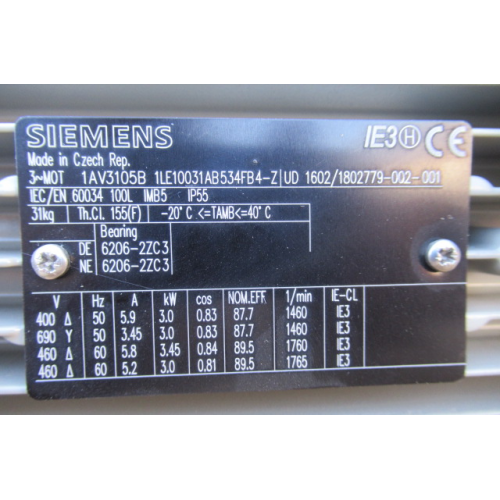 SIEMENS IE3 H CE
Made in Czech Rep.
3~MOT 1AV3105B 1LE10031AB534FB4-Z UD 1602/1802779-002-001
IEC/EN 60034 100L IMB5 IP55
31kg Th.Cl. 155(F) -20°C <=TAMB<=40°C
Bearing
DE 6206-2ZC3
NE 6206-2ZC3
V Hz A kW cos NOM.EFF 1/min IE-CL
400 Δ 50 5.9 3.0 0.83 87.7 1460 IE3
690 Y 50 3.45 3.0 0.83 87.7 1460 IE3
460 Δ 60 5.8 3.45 0.84 89.5 1760 IE3
460 Δ 60 5.2 3.0 0.81 89.5 1765 IE3